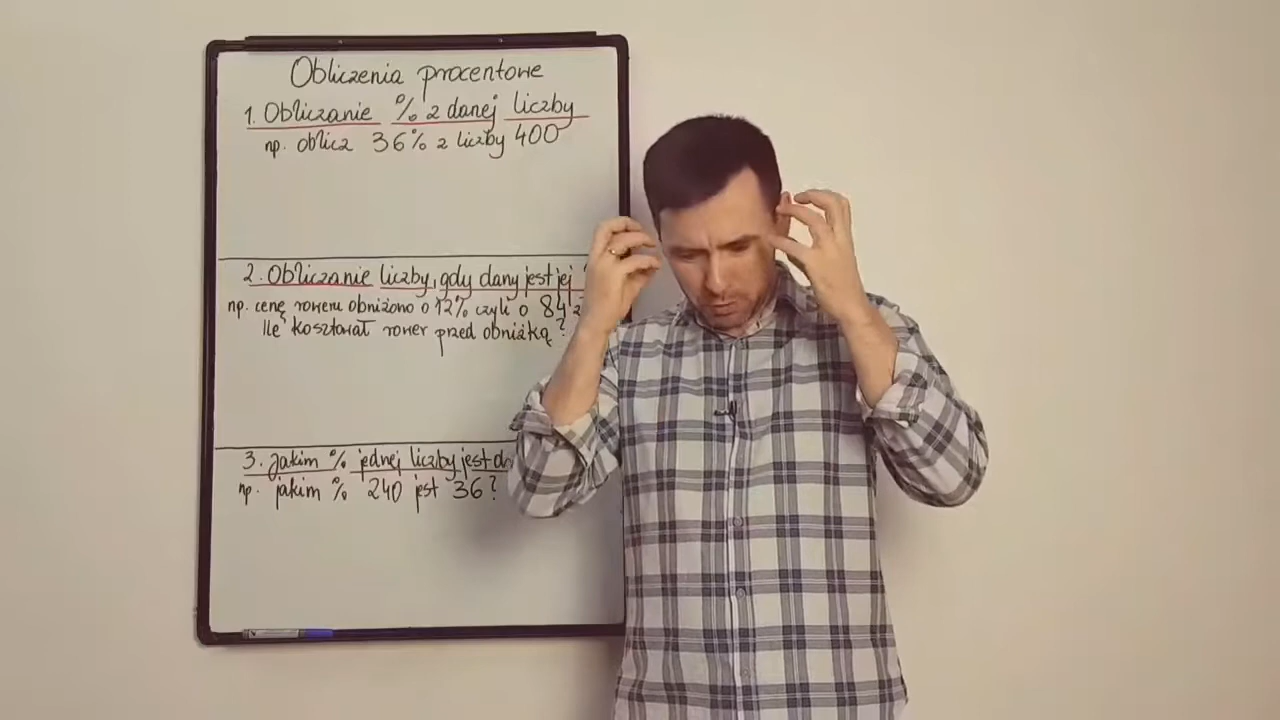 Obliczenia procentowe
1. Obliczanie % z danej liczby
np. oblicz 36% z liczby 400
2. Obliczanie liczby, gdy dany jest jej
np. cenę roweru obniżono o 12% czyli o 84 z
Ile kosztował rower przed obniżką?
3. Jakim % jednej liczby jest
np. jakim % 240 jest 36?